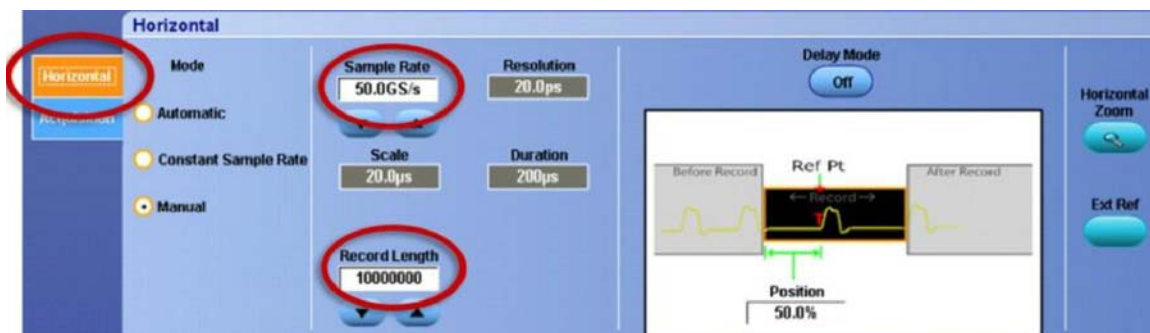 Horizontal
Horizontal
Acquisition
Mode
Automatic
Constant Sample Rate
Manual
Sample Rate
50.0GS/s
Resolution
20.0ps
Scale
20.0µs
Duration
200µs
Record Length
10000000
Delay Mode
Off
Before Record
Ref Pt
After Record
←Record→
T
Position
50.0%
Horizontal
Zoom
Ext Ref